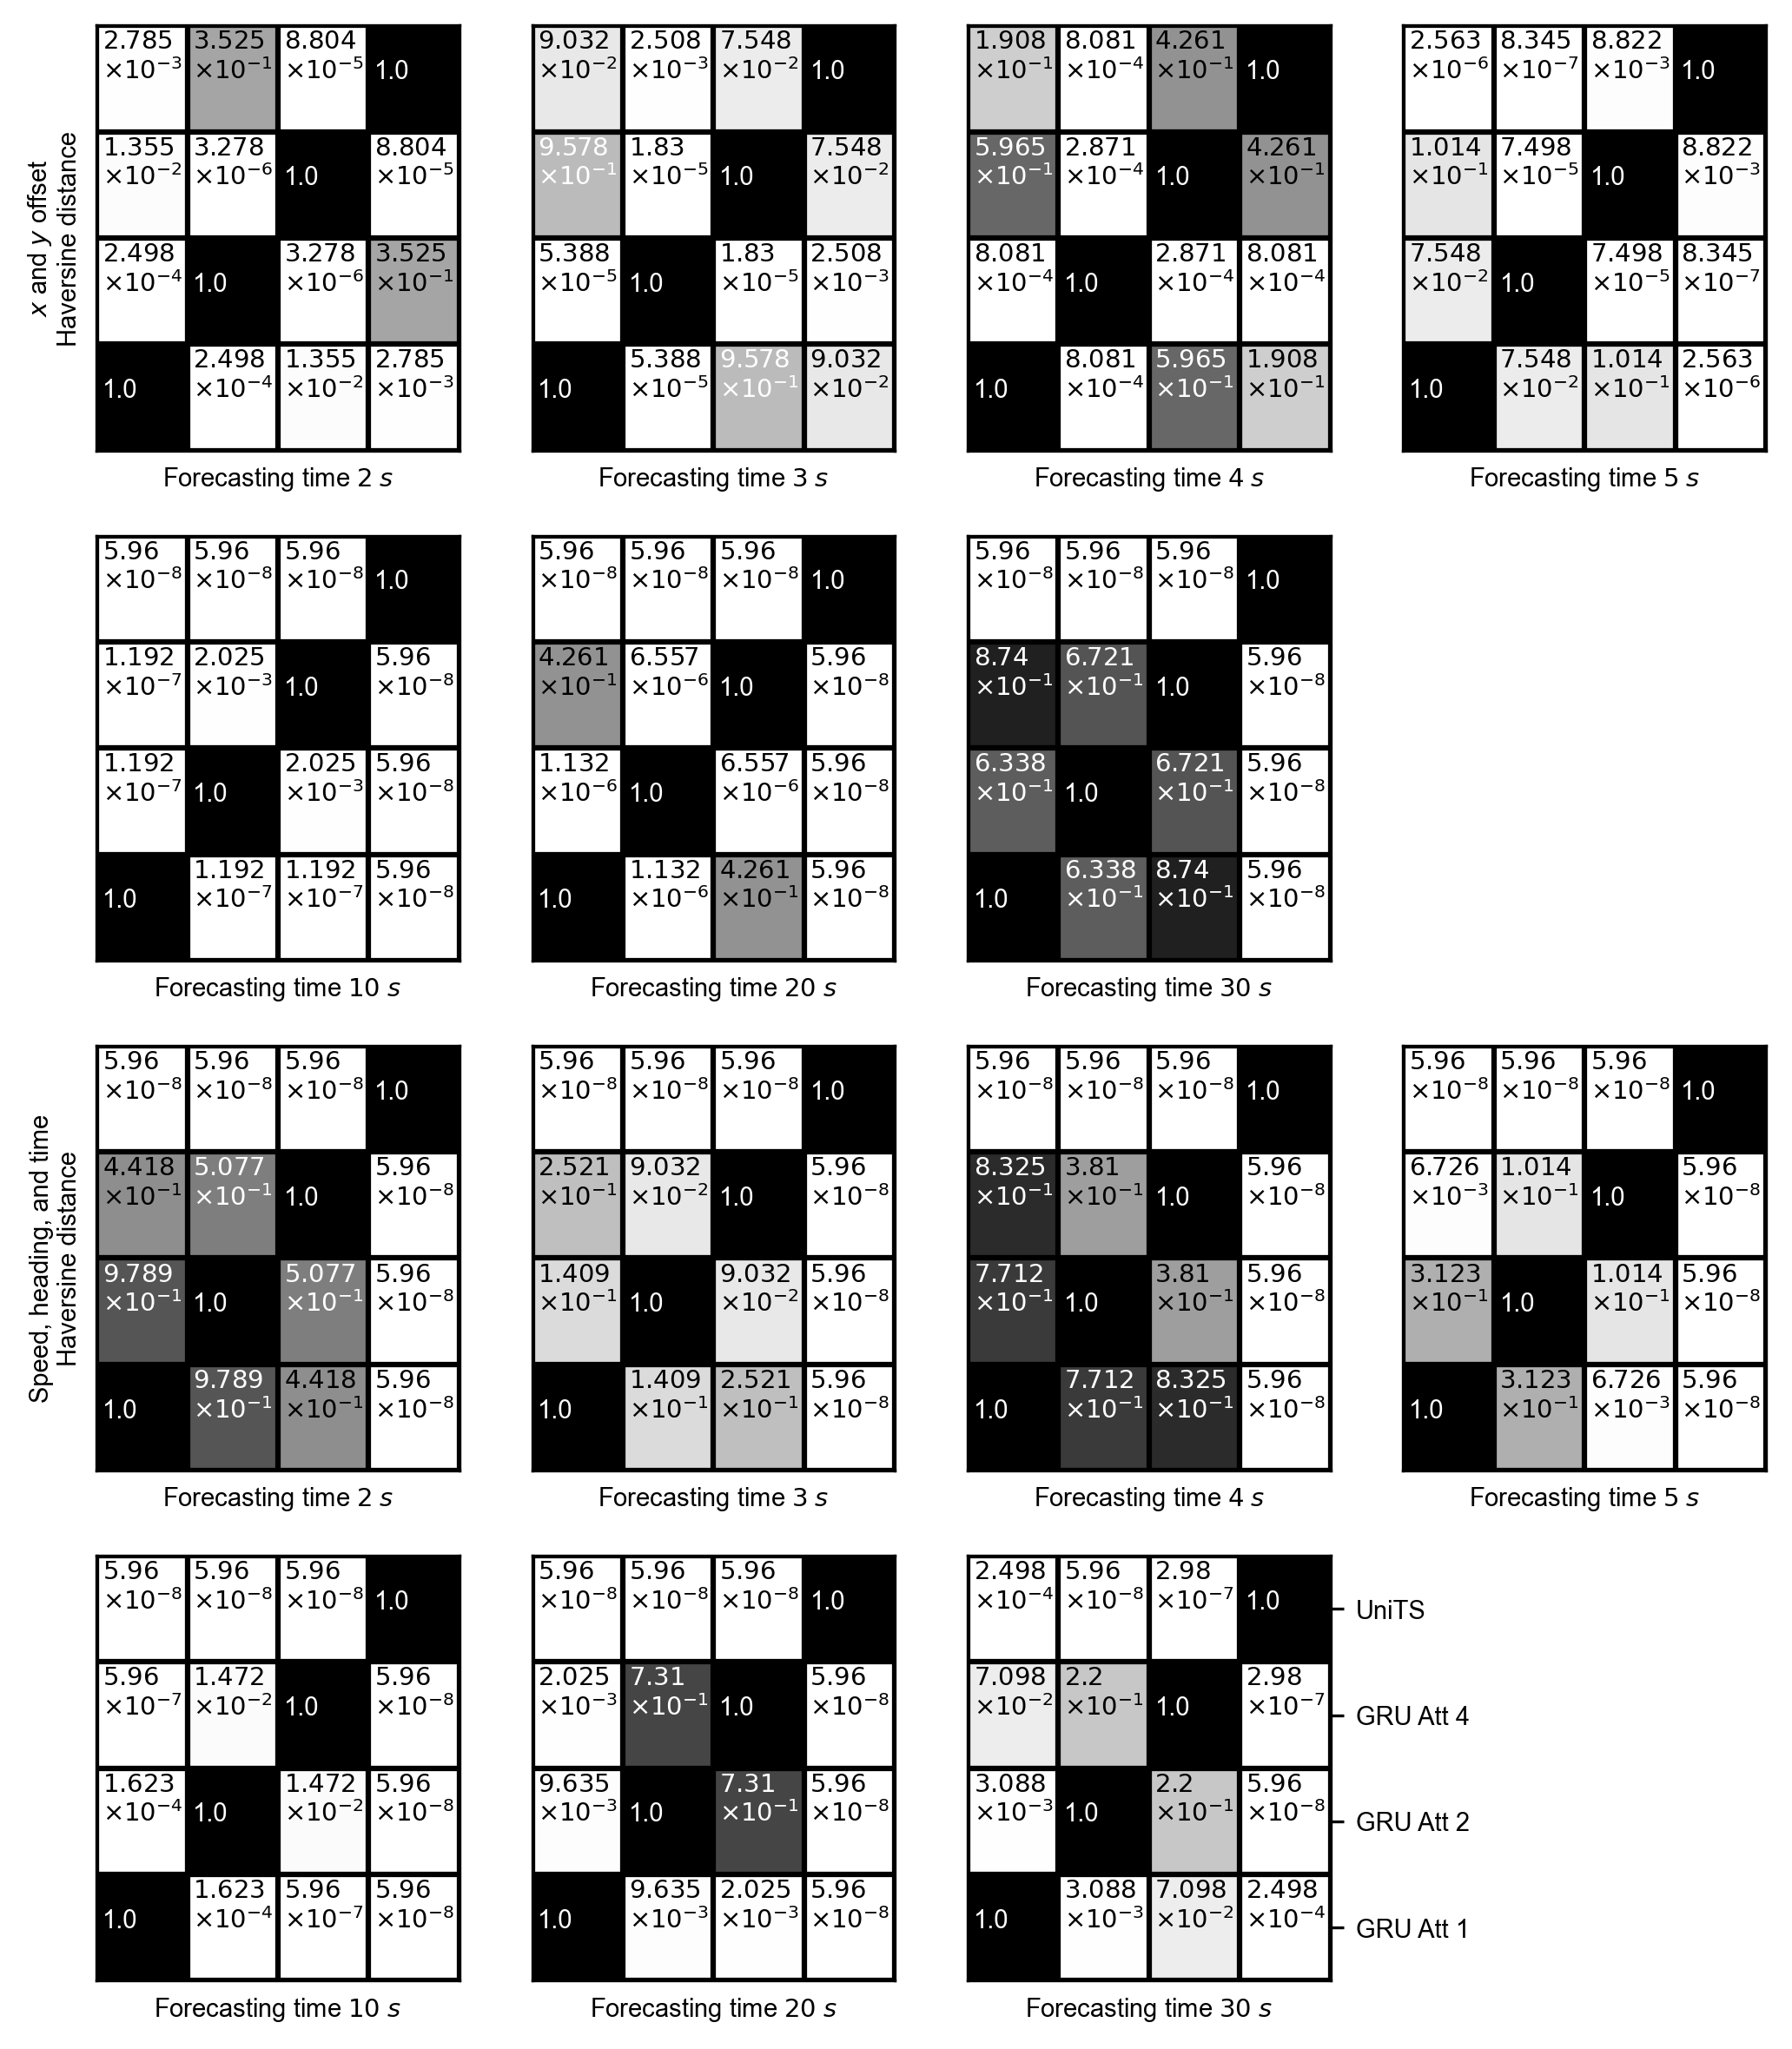 2.785 3.525 8.804
×10⁻³ ×10⁻¹ ×10⁻⁵ 1.0
1.355 3.278 8.804
×10⁻² ×10⁻⁶ 1.0 ×10⁻⁵
2.498 3.278 3.525
×10⁻⁴ 1.0 ×10⁻⁶ ×10⁻¹
2.498 1.355 2.785
1.0 ×10⁻⁴ ×10⁻² ×10⁻³
x and y offset
Haversine distance
Forecasting time 2 s
9.032 2.508 7.548
×10⁻² ×10⁻³ ×10⁻² 1.0
9.578 1.83 7.548
×10⁻¹ ×10⁻⁵ 1.0 ×10⁻²
5.388 1.83 2.508
×10⁻⁵ 1.0 ×10⁻⁵ ×10⁻³
5.388 9.578 9.032
1.0 ×10⁻⁵ ×10⁻¹ ×10⁻²
Forecasting time 3 s
1.908 8.081 4.261
×10⁻¹ ×10⁻⁴ ×10⁻¹ 1.0
5.965 2.871 4.261
×10⁻¹ ×10⁻⁴ 1.0 ×10⁻¹
8.081 2.871 8.081
×10⁻⁴ 1.0 ×10⁻⁴ ×10⁻⁴
8.081 5.965 1.908
1.0 ×10⁻⁴ ×10⁻¹ ×10⁻¹
Forecasting time 4 s
2.563 8.345 8.822
×10⁻⁶ ×10⁻⁷ ×10⁻³ 1.0
1.014 7.498 8.822
×10⁻¹ ×10⁻⁵ 1.0 ×10⁻³
7.548 7.498 8.345
×10⁻² 1.0 ×10⁻⁵ ×10⁻⁷
7.548 1.014 2.563
1.0 ×10⁻² ×10⁻¹ ×10⁻⁶
Forecasting time 5 s
5.96 5.96 5.96
×10⁻⁸ ×10⁻⁸ ×10⁻⁸ 1.0
1.192 2.025 5.96
×10⁻⁷ ×10⁻³ 1.0 ×10⁻⁸
1.192 2.025 5.96
×10⁻⁷ 1.0 ×10⁻³ ×10⁻⁸
1.192 1.192 5.96
1.0 ×10⁻⁷ ×10⁻⁷ ×10⁻⁸
Forecasting time 10 s
5.96 5.96 5.96
×10⁻⁸ ×10⁻⁸ ×10⁻⁸ 1.0
4.261 6.557 5.96
×10⁻¹ ×10⁻⁶ 1.0 ×10⁻⁸
1.132 6.557 5.96
×10⁻⁶ 1.0 ×10⁻⁶ ×10⁻⁸
1.132 4.261 5.96
1.0 ×10⁻⁶ ×10⁻¹ ×10⁻⁸
Forecasting time 20 s
5.96 5.96 5.96
×10⁻⁸ ×10⁻⁸ ×10⁻⁸ 1.0
8.74 6.721 5.96
×10⁻¹ ×10⁻¹ 1.0 ×10⁻⁸
6.338 6.721 5.96
×10⁻¹ 1.0 ×10⁻¹ ×10⁻⁸
6.338 8.74 5.96
1.0 ×10⁻¹ ×10⁻¹ ×10⁻⁸
Forecasting time 30 s
Speed, heading, and time
Haversine distance
5.96 5.96 5.96
×10⁻⁸ ×10⁻⁸ ×10⁻⁸ 1.0
4.418 5.077 5.96
×10⁻¹ ×10⁻¹ 1.0 ×10⁻⁸
9.789 5.077 5.96
×10⁻¹ 1.0 ×10⁻¹ ×10⁻⁸
9.789 4.418 5.96
1.0 ×10⁻¹ ×10⁻¹ ×10⁻⁸
Forecasting time 2 s
5.96 5.96 5.96
×10⁻⁸ ×10⁻⁸ ×10⁻⁸ 1.0
2.521 9.032 5.96
×10⁻¹ ×10⁻² 1.0 ×10⁻⁸
1.409 9.032 5.96
×10⁻¹ 1.0 ×10⁻² ×10⁻⁸
1.409 2.521 5.96
1.0 ×10⁻¹ ×10⁻¹ ×10⁻⁸
Forecasting time 3 s
5.96 5.96 5.96
×10⁻⁸ ×10⁻⁸ ×10⁻⁸ 1.0
8.325 3.81 5.96
×10⁻¹ ×10⁻¹ 1.0 ×10⁻⁸
7.712 3.81 5.96
×10⁻¹ 1.0 ×10⁻¹ ×10⁻⁸
7.712 8.325 5.96
1.0 ×10⁻¹ ×10⁻¹ ×10⁻⁸
Forecasting time 4 s
5.96 5.96 5.96
×10⁻⁸ ×10⁻⁸ ×10⁻⁸ 1.0
6.726 1.014 5.96
×10⁻³ ×10⁻¹ 1.0 ×10⁻⁸
3.123 1.014 5.96
×10⁻¹ 1.0 ×10⁻¹ ×10⁻⁸
3.123 6.726 5.96
1.0 ×10⁻¹ ×10⁻³ ×10⁻⁸
Forecasting time 5 s
5.96 5.96 5.96
×10⁻⁸ ×10⁻⁸ ×10⁻⁸ 1.0
5.96 1.472 5.96
×10⁻⁷ ×10⁻² 1.0 ×10⁻⁸
1.623 1.472 5.96
×10⁻⁴ 1.0 ×10⁻² ×10⁻⁸
1.623 5.96 5.96
1.0 ×10⁻⁴ ×10⁻⁷ ×10⁻⁸
Forecasting time 10 s
5.96 5.96 5.96
×10⁻⁸ ×10⁻⁸ ×10⁻⁸ 1.0
2.025 7.31 5.96
×10⁻³ ×10⁻¹ 1.0 ×10⁻⁸
9.635 7.31 5.96
×10⁻³ 1.0 ×10⁻¹ ×10⁻⁸
9.635 2.025 5.96
1.0 ×10⁻³ ×10⁻³ ×10⁻⁸
Forecasting time 20 s
2.498 5.96 2.98
×10⁻⁴ ×10⁻⁸ ×10⁻⁷ 1.0
7.098 2.2 2.98
×10⁻² ×10⁻¹ 1.0 ×10⁻⁷
3.088 2.2 5.96
×10⁻³ 1.0 ×10⁻¹ ×10⁻⁸
3.088 7.098 2.498
1.0 ×10⁻³ ×10⁻² ×10⁻⁴
Forecasting time 30 s
UniTS
GRU Att 4
GRU Att 2
GRU Att 1